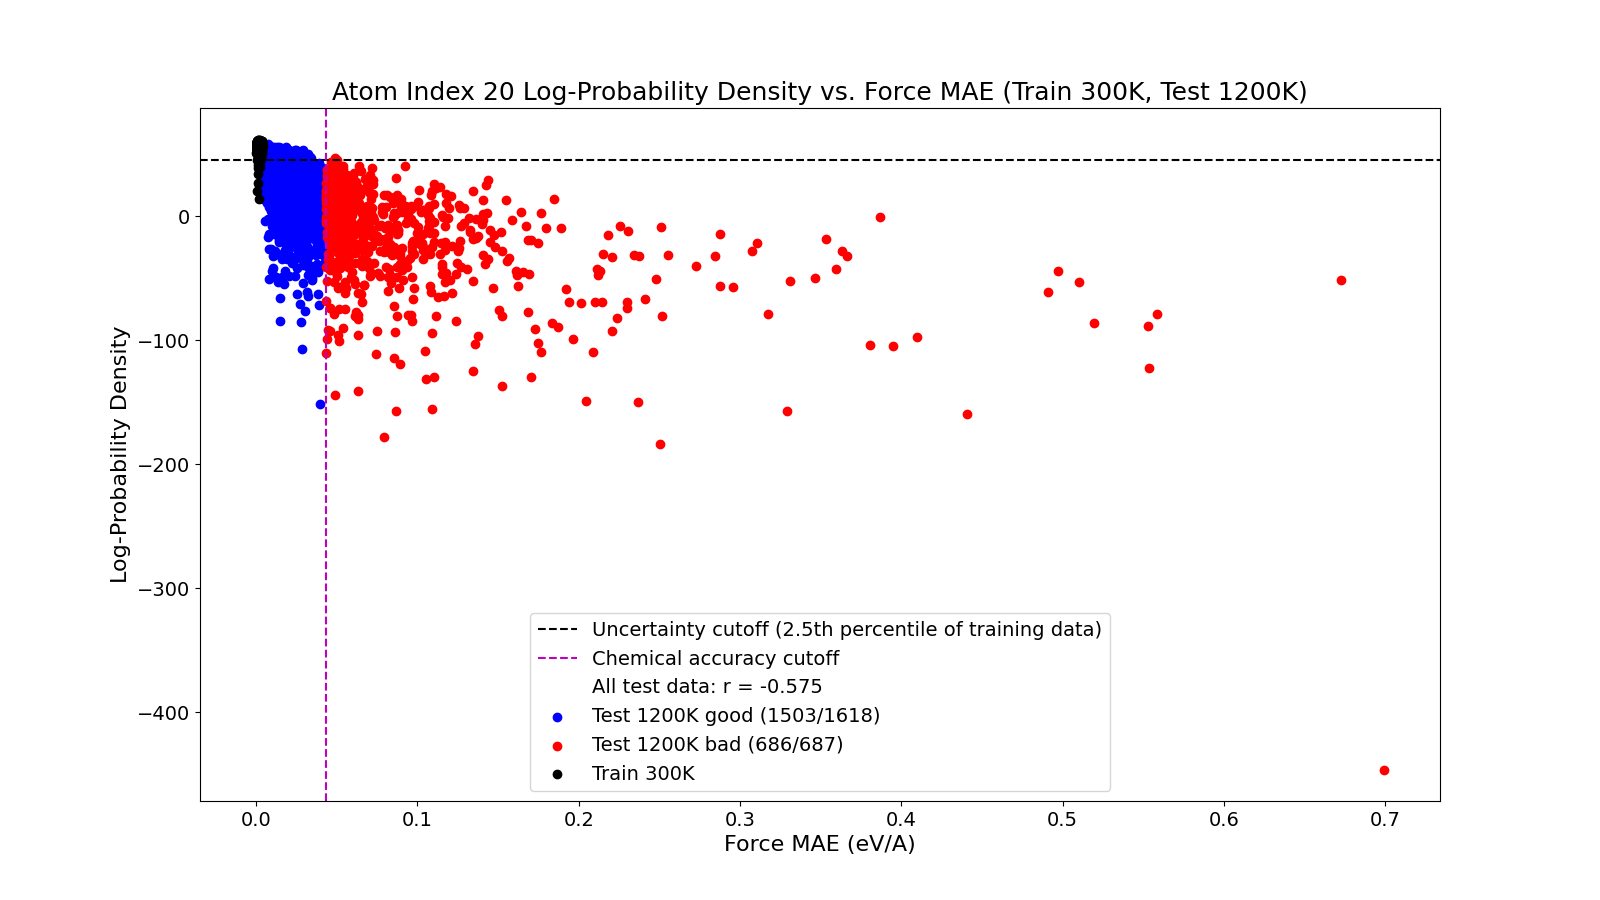 Atom Index 20 Log-Probability Density vs. Force MAE (Train 300K, Test 1200K)
Log-Probability Density
0
−100
−200
−300
−400
Uncertainty cutoff (2.5th percentile of training data)
Chemical accuracy cutoff
All test data: r = -0.575
Test 1200K good (1503/1618)
Test 1200K bad (686/687)
Train 300K
0.0 0.1 0.2 0.3 0.4 0.5 0.6 0.7
Force MAE (eV/A)